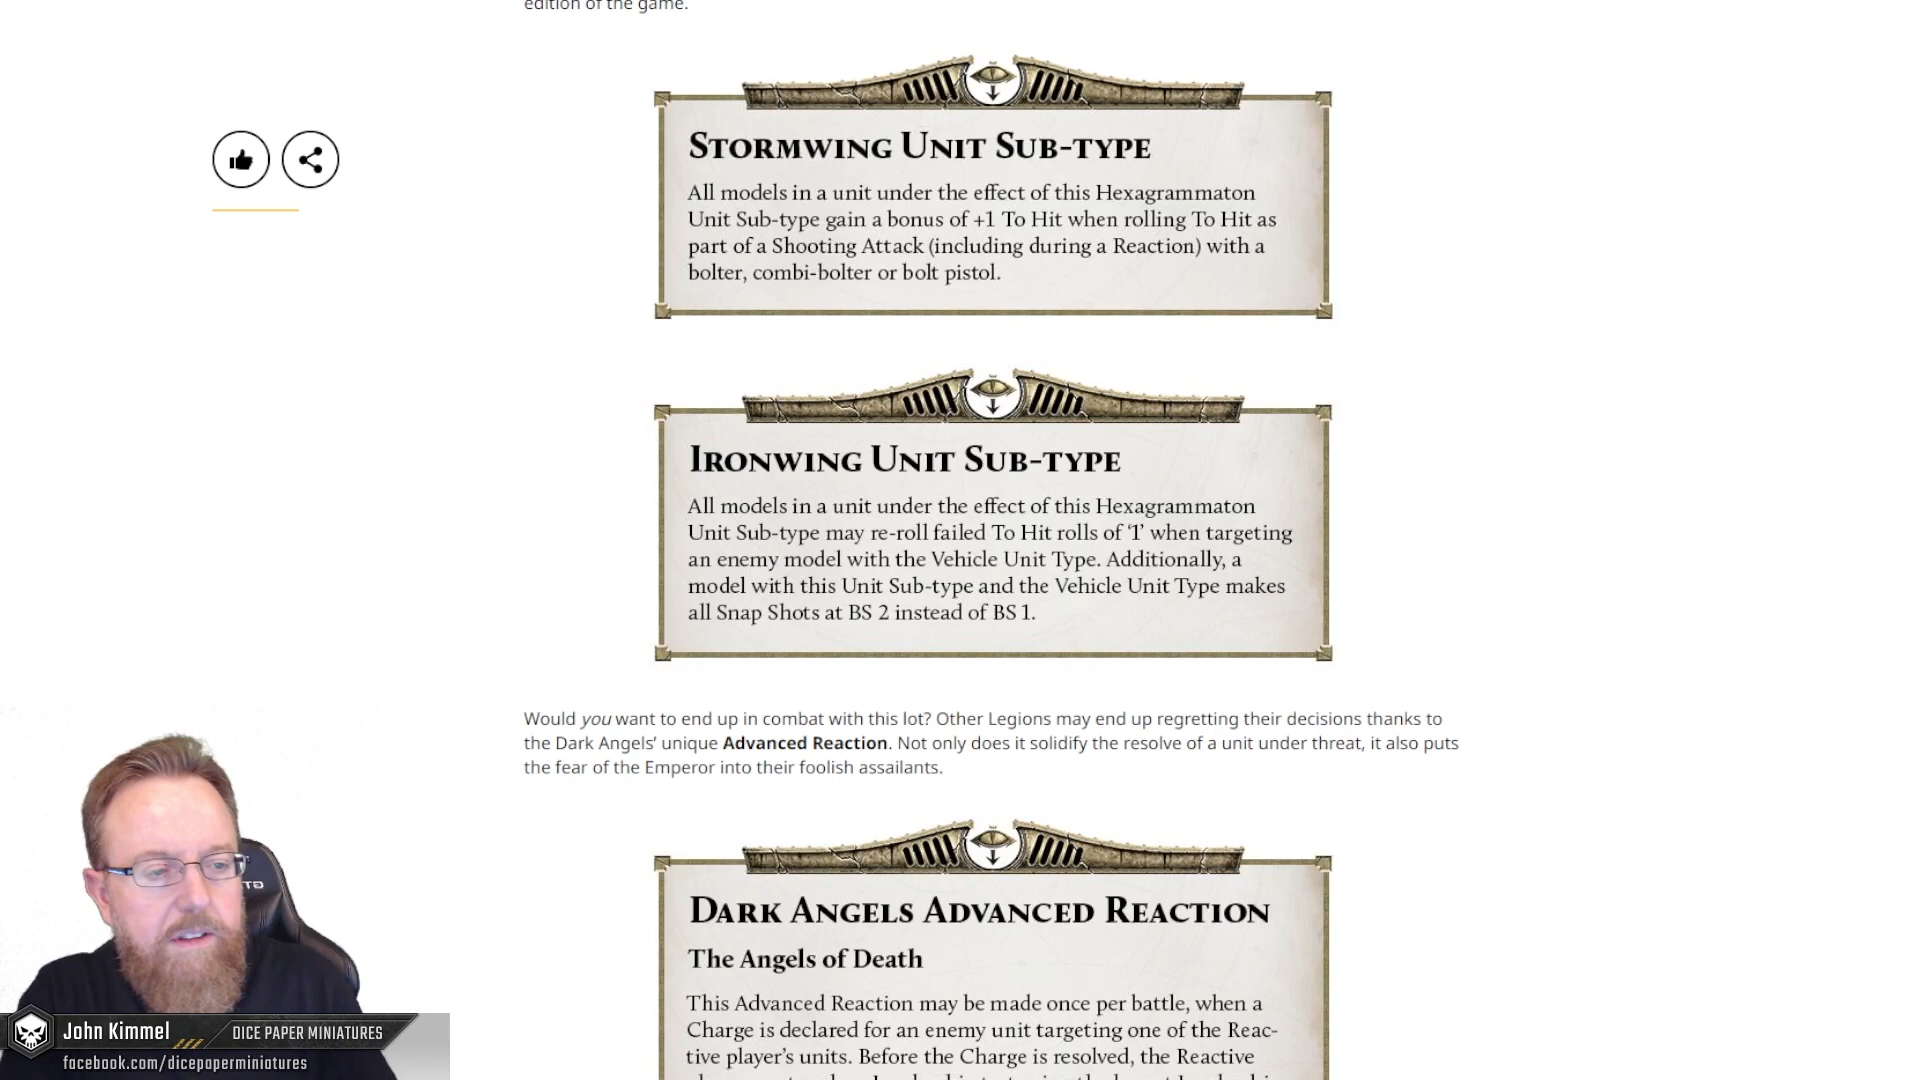 edition of the game.
STORMWING UNIT SUB-TYPE
All models in a unit under the effect of this Hexagrammaton
Unit Sub-type gain a bonus of +1 To Hit when rolling To Hit as
part of a Shooting Attack (including during a Reaction) with a
bolter, combi-bolter or bolt pistol.
IRONWING UNIT SUB-TYPE
All models in a unit under the effect of this Hexagrammaton
Unit Sub-type may re-roll failed To Hit rolls of ‘1’ when targeting
an enemy model with the Vehicle Unit Type. Additionally, a
model with this Unit Sub-type and the Vehicle Unit Type makes
all Snap Shots at BS 2 instead of BS 1.
Would you want to end up in combat with this lot? Other Legions may end up regretting their decisions thanks to
the Dark Angels’ unique Advanced Reaction. Not only does it solidify the resolve of a unit under threat, it also puts
the fear of the Emperor into their foolish assailants.
DARK ANGELS ADVANCED REACTION
The Angels of Death
This Advanced Reaction may be made once per battle, when a
Charge is declared for an enemy unit targeting one of the Reac-
tive player’s units. Before the Charge is resolved, the Reactive
John Kimmel
DICE PAPER MINIATURES
facebook.com/dicepaperminiatures